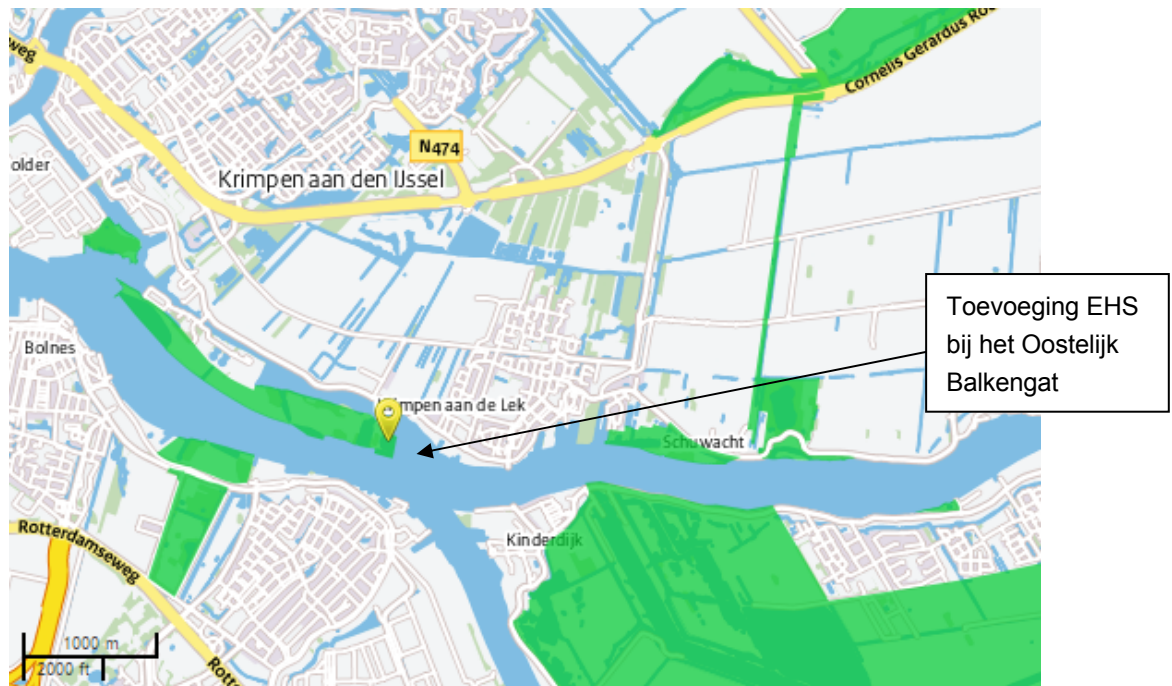 weg
Cornelis Gerardus Roo
N474
older
Krimpen aan den IJssel
Toevoeging EHS
bij het Oostelijk
Balkengat
Bolnes
Krimpen aan de Lek
Schuwacht
Rotterdamseweg
Kinderdijk
1000 m
2000 ft
Rott